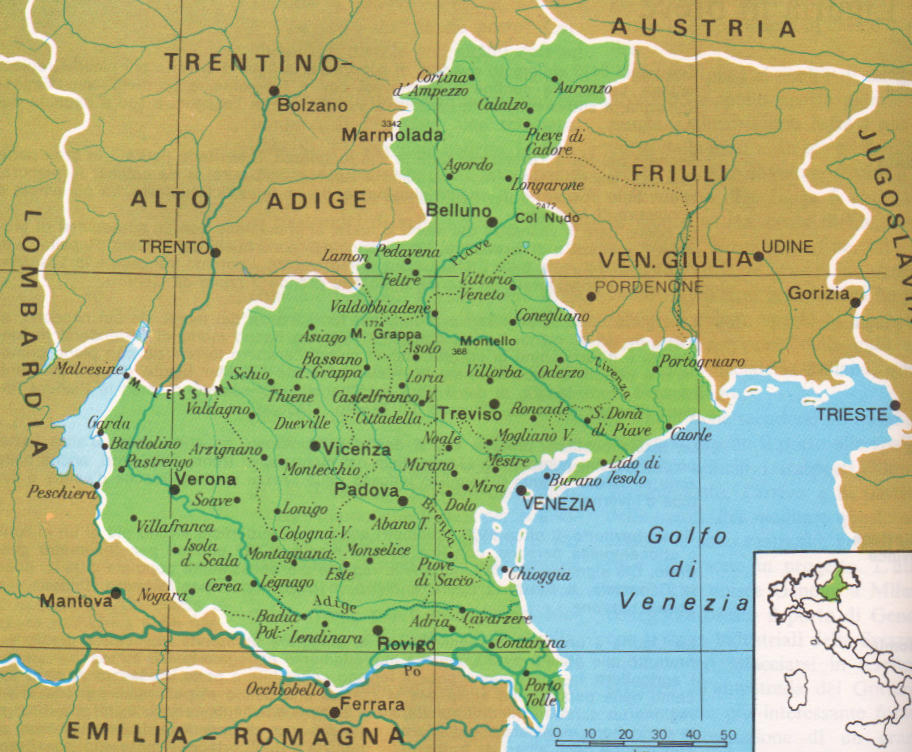 AUSTRIA
TRENTINO-
Cortina
d'Ampezzo
Auronzo
Bolzano
Calalzo
3342
Marmolada
Pieve di
Cadore
JUGOSLAVIA
Agordo
Longarone
FRIULI
ALTO ADIGE
LOMBARDIA
Belluno
2472
Col Nudo
TRENTO
Piave
Lamon
Pedavena
Feltre
VEN. GIULIA
UDINE
PORDENONE
Vittorio
Veneto
Gorizia
Valdobbiadene
1774
M. Grappa
Conegliano
Asiago
Asolo
Montello
368
Bassano
d. Grappa
Malcesine
M. LESSINI
Schio
Thiene
Loria
Villorba
Oderzo
Livenza
Portogruaro
Castelfranco V.
Cittadella
Valdagno
Dueville
Treviso
Roncade
S. Donà
di Piave
TRIESTE
Garda
Bardolino
Pastrengo
Arzignano
Vicenza
Noale
Mogliano V.
Càorle
Montecchio
Mirano
Mestre
Lido di
Iesolo
Peschiera
Verona
Soave
Padova
Mira
Burano
VENEZIA
Dolo
Brenta
Villafranca
Lonigo
Abano T.
Cologna V.
Isola
d. Scala
Montagnana
Monselice
Golfo
di
Venezia
Este
Piove
di Sacco
Chioggia
Mantova
Nogara
Cerea
Legnago
Adige
Badia
Pol.
Lendinara
Adria
Cavarzere
Rovigo
Contarina
Po
Occhiobello
Porto
Tolle
Ferrara
EMILIA - ROMAGNA
0 10 20 30 40 50